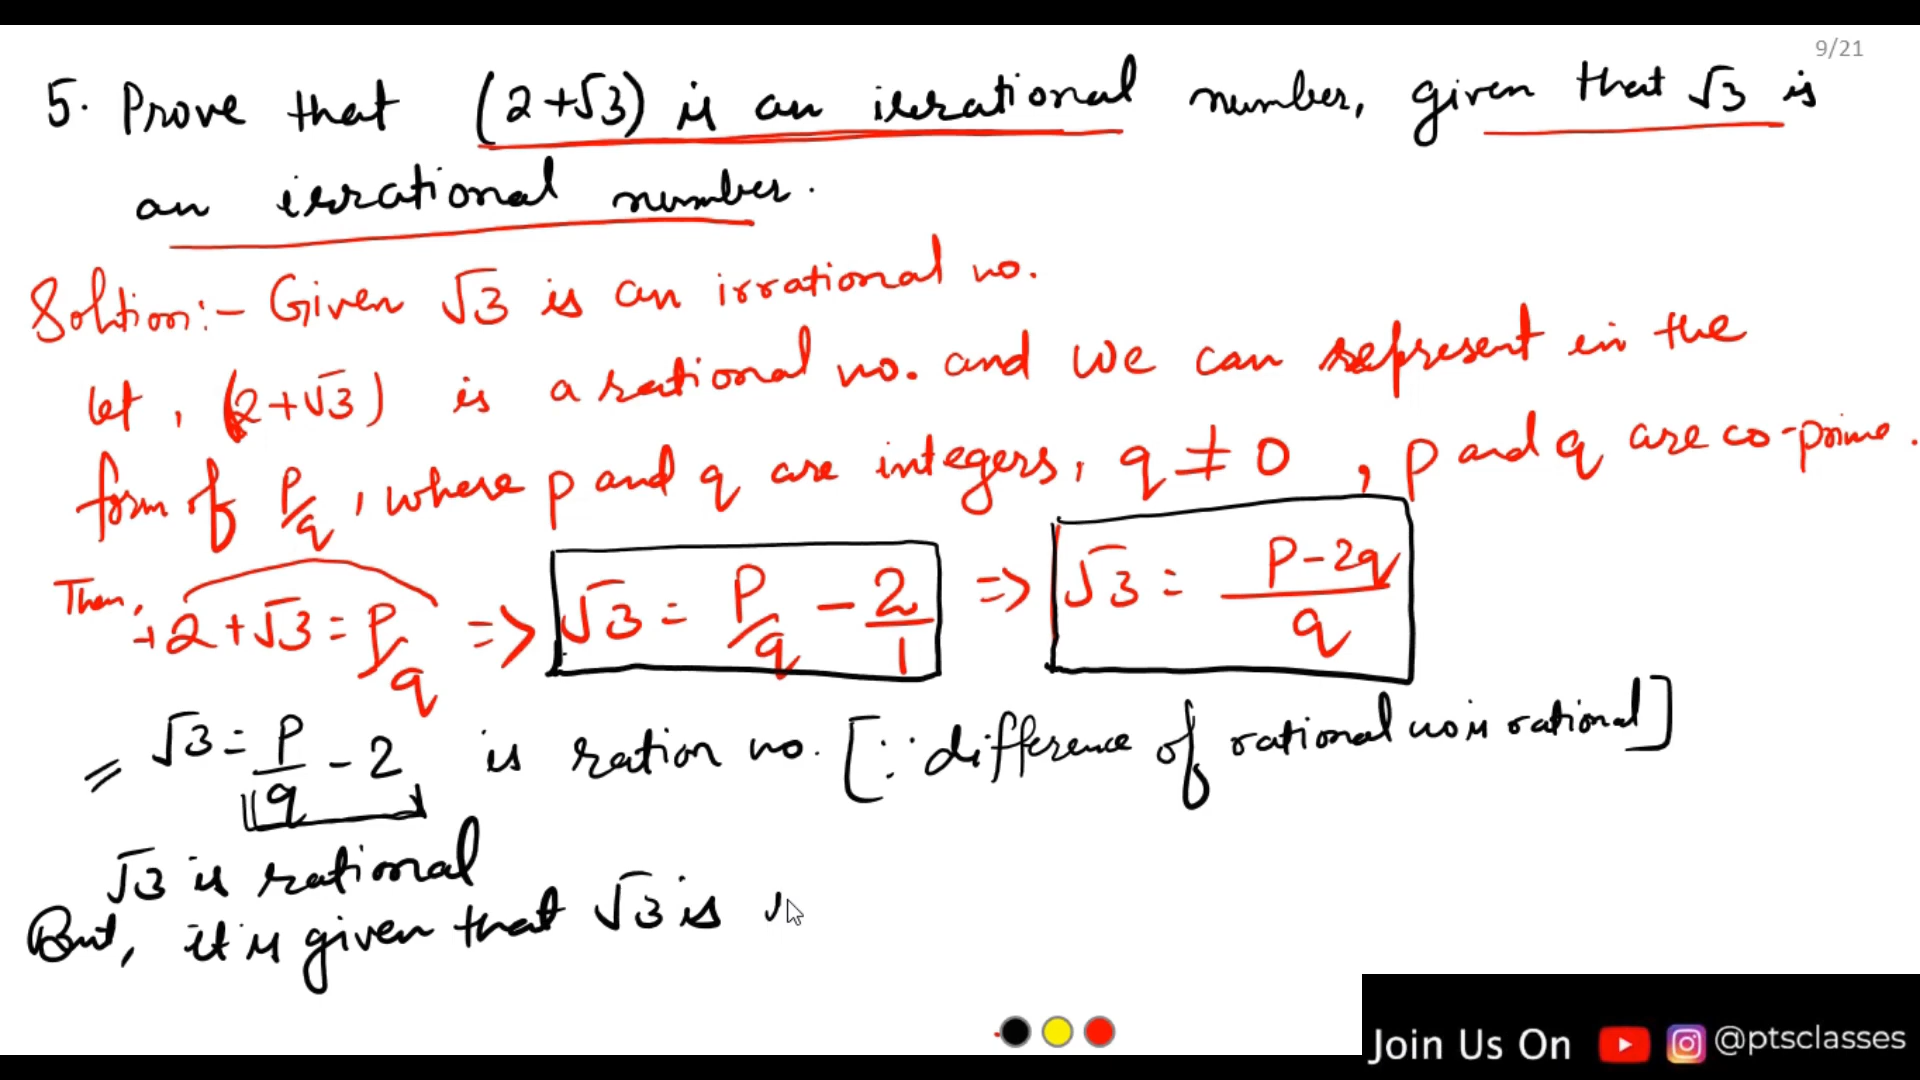 9/21
5. Prove that (2+√3) is an irrational number, given that √3 is
an irrational number.
Solution:- Given √3 is an irrational no.
Let, (2+√3) is a rational no. and we can represent in the
form of P/q, where p and q are integers, q ≠ 0, p and q are co-prime.
Then, +2+√3 = P/q => √3 = P/q - 2/1 => √3 = P-2q/q
= √3 = P/q - 2 is ration no. [∵ difference of rational no is rational]
√3 is rational
But, it is given that √3 is
Join Us On @ptsclasses